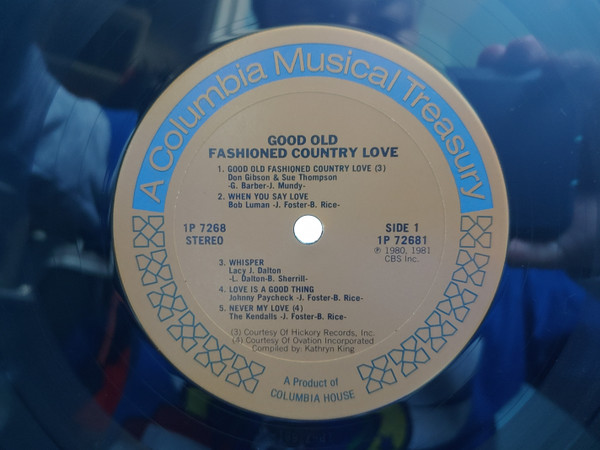 A Columbia Musical Treasury
GOOD OLD
FASHIONED COUNTRY LOVE
1. GOOD OLD FASHIONED COUNTRY LOVE (3)
Don Gibson & Sue Thompson
-G. Barber-J. Mundy-
2. WHEN YOU SAY LOVE
Bob Luman -J. Foster-B. Rice-
1P 7268
STEREO
SIDE 1
1P 72681
℗ 1980, 1981
CBS Inc.
3. WHISPER
Lacy J. Dalton
-L. Dalton-B. Sherrill-
4. LOVE IS A GOOD THING
Johnny Paycheck -J. Foster-B. Rice-
5. NEVER MY LOVE (4)
The Kendalls -J. Foster-B. Rice-
(3) Courtesy Of Hickory Records, Inc.
(4) Courtesy Of Ovation Incorporated
Compiled by: Kathryn King
A Product of
COLUMBIA HOUSE